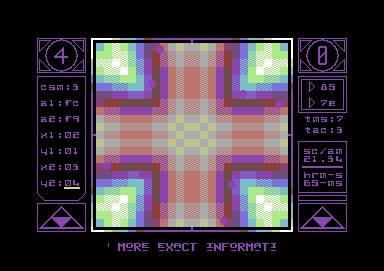 4
csm:3
a1:fc
ae:f9
x1:02
y1:01
x2:03
y2:04
0
85
7e
tms:7
tac:3
sc/am
21.34
hrm-s
65-ms
MORE EXACT INFORMATI